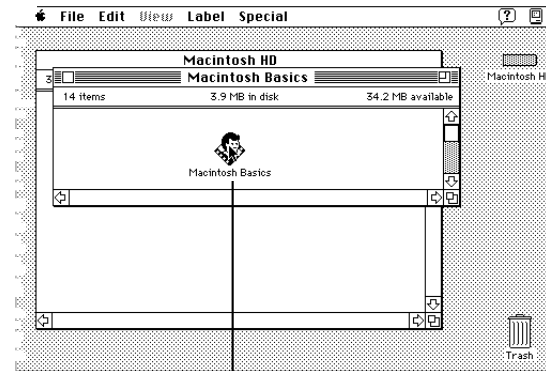 File Edit View Label Special
Macintosh HD
Macintosh Basics
14 items 3.9 MB in disk 34.2 MB available
Macintosh H
Macintosh Basics
Trash